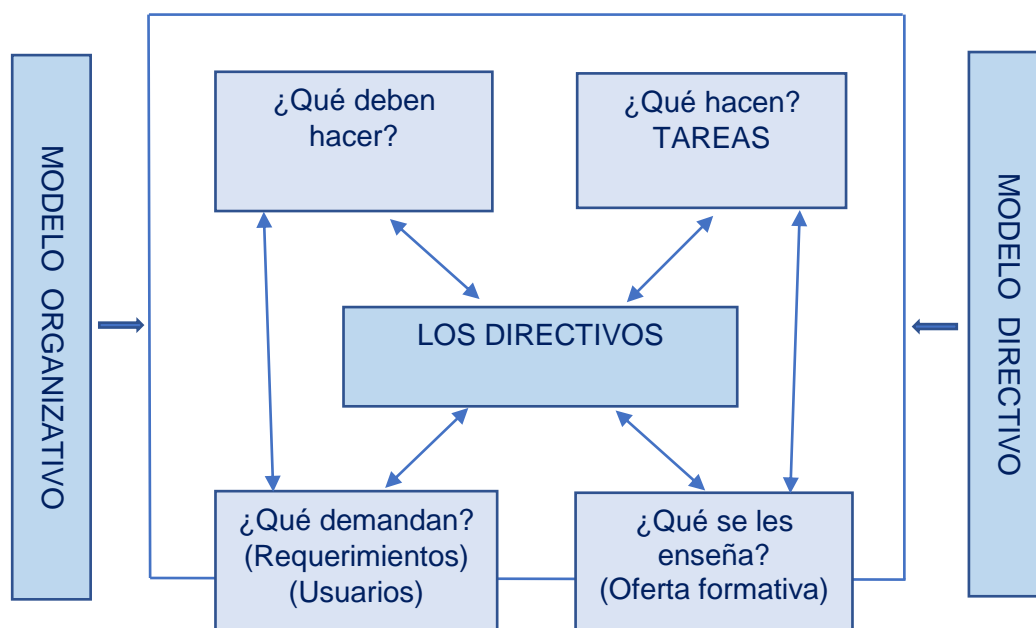 MODELO ORGANIZATIVO
¿Qué deben
hacer?
¿Qué hacen?
TAREAS
LOS DIRECTIVOS
¿Qué demandan?
(Requerimientos)
(Usuarios)
¿Qué se les
enseña?
(Oferta formativa)
MODELO DIRECTIVO